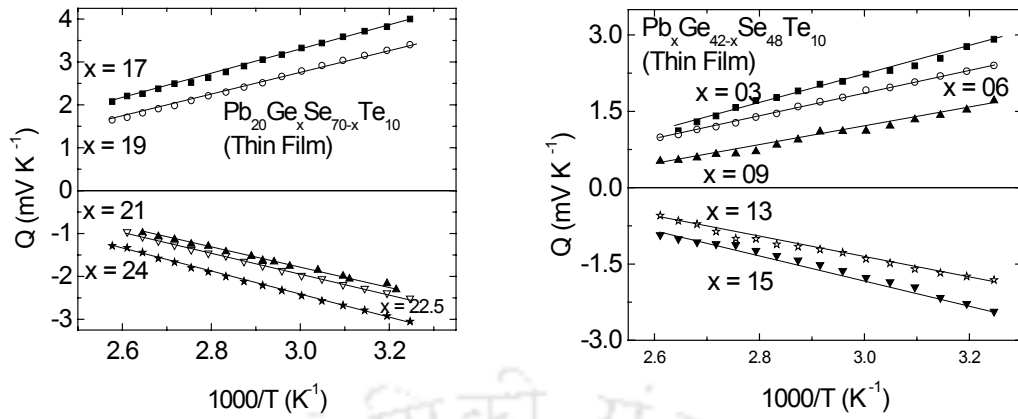 4
3
2
1
0
-1
-2
-3
Q (mV K⁻¹)
x = 17
x = 19
Pb₂₀GeₓSe₇₀₋ₓTe₁₀
(Thin Film)
x = 21
x = 24
x = 22.5
2.6 2.8 3.0 3.2
1000/T (K⁻¹)
3.0
1.5
0.0
-1.5
-3.0
Q (mV K⁻¹)
PbₓGe₄₂₋ₓSe₄₈Te₁₀
(Thin Film)
x = 03
x = 06
x = 09
x = 13
x = 15
2.6 2.8 3.0 3.2
1000/T (K⁻¹)